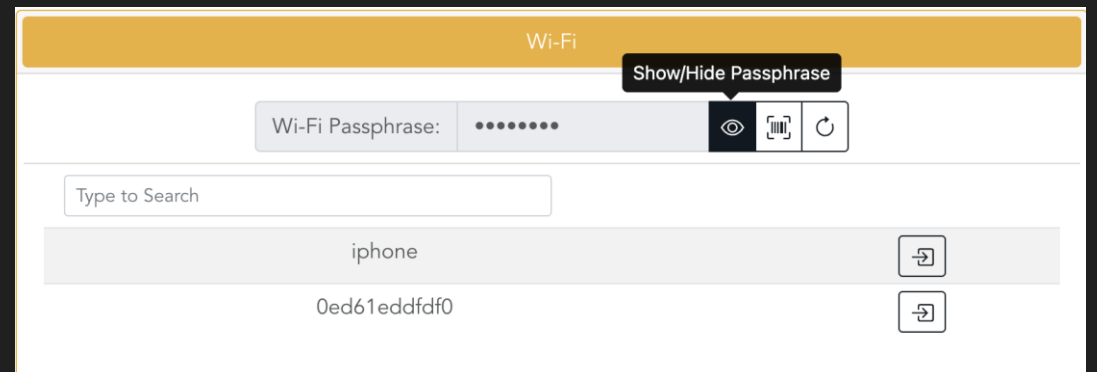 Wi-Fi
Show/Hide Passphrase
Wi-Fi Passphrase: ••••••••
Type to Search
iphone
0ed61eddfdf0